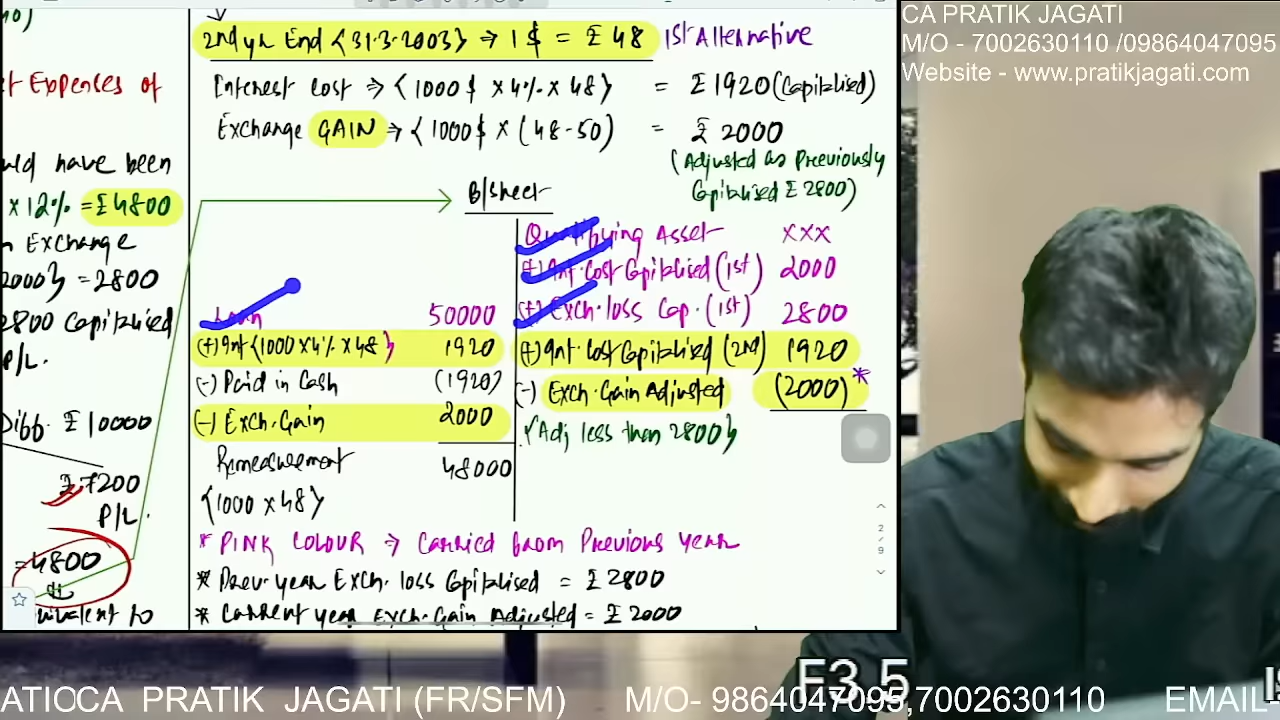 CA PRATIK JAGATI
M/O - 7002630110 /09864047095
Website - www.pratikjagati.com
Expenses of
have been
x 12% = ₹4800
Exchange
2000} = 2800
2800 Capitalised
P/L.
Diff. ₹ 10000
₹ 7200
P/L.
=4800
to
2nd yr End <31.3.2003> → 1 $ = ₹ 48 1st Alternative
Interest cost ⇒ <1000 $ x 4% x 48> = ₹ 1920 (Capitalised)
Exchange GAIN ⇒ <1000 $ x (48-50) = ₹ 2000
(Adjusted as Previously
Capitalised ₹ 2800)
B/Sheet
Qualifying Asset xxx
(+) Int. Cost Capitalised (1st) 2000
Loan 50000
(+) Exch. loss Cap. (1st) 2800
(+) Int <1000 x 4% x 48> 1920
(+) Int. Cost Capitalised (2nd) 1920
(-) Paid in Cash (1920)
(-) Exch. Gain Adjusted (2000) *
(-) Exch. Gain 2000
{Adj less than 2800}
Remeasurement 48000
<1000 x 48>
* PINK COLOUR → Carried from Previous year
* Prev. year Exch. loss Capitalised = ₹ 2800
* Current year Exch. Gain Adjusted = ₹ 2000
2/9
F3.5
ATIOCA PRATIK JAGATI (FR/SFM) M/O- 9864047095,7002630110 EMAIL-